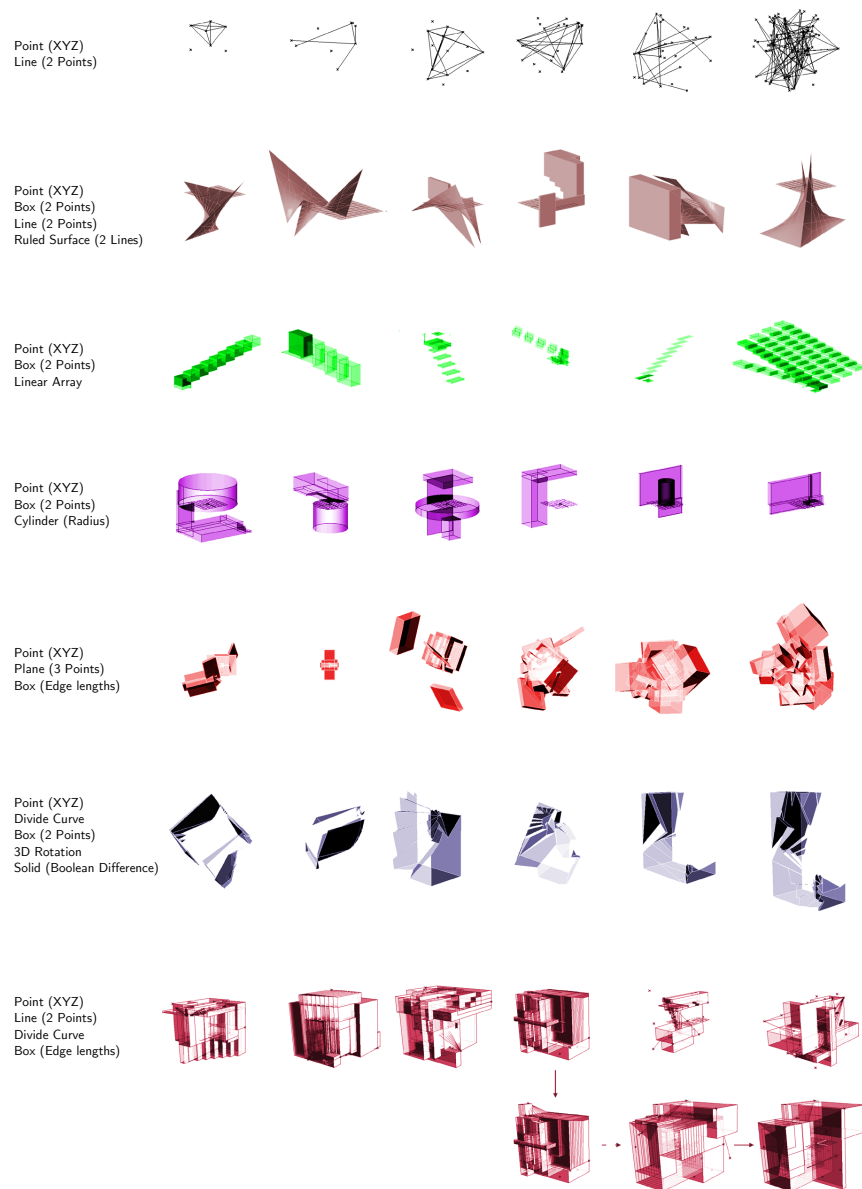 Point (XYZ)
Line (2 Points)
Point (XYZ)
Box (2 Points)
Line (2 Points)
Ruled Surface (2 Lines)
Point (XYZ)
Box (2 Points)
Linear Array
Point (XYZ)
Box (2 Points)
Cylinder (Radius)
Point (XYZ)
Plane (3 Points)
Box (Edge lengths)
Point (XYZ)
Divide Curve
Box (2 Points)
3D Rotation
Solid (Boolean Difference)
Point (XYZ)
Line (2 Points)
Divide Curve
Box (Edge lengths)